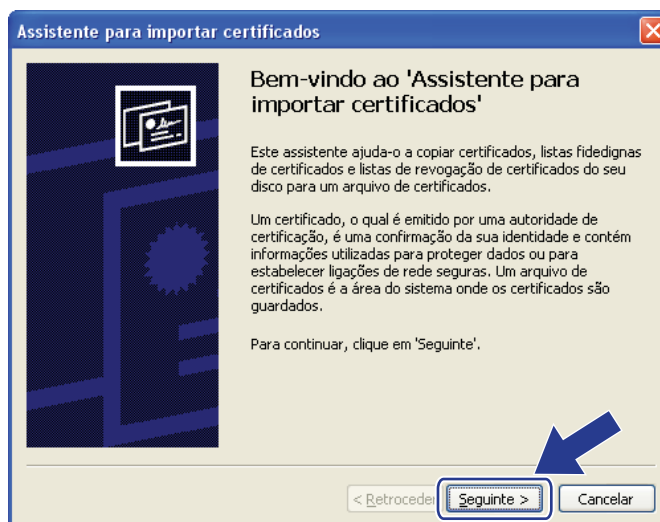 Assistente para importar certificados
Bem-vindo ao 'Assistente para
importar certificados'
Este assistente ajuda-o a copiar certificados, listas fidedignas
de certificados e listas de revogação de certificados do seu
disco para um arquivo de certificados.
Um certificado, o qual é emitido por uma autoridade de
certificação, é uma confirmação da sua identidade e contém
informações utilizadas para proteger dados ou para
estabelecer ligações de rede seguras. Um arquivo de
certificados é a área do sistema onde os certificados são
guardados.
Para continuar, clique em 'Seguinte'.
< Retroceder Seguinte > Cancelar